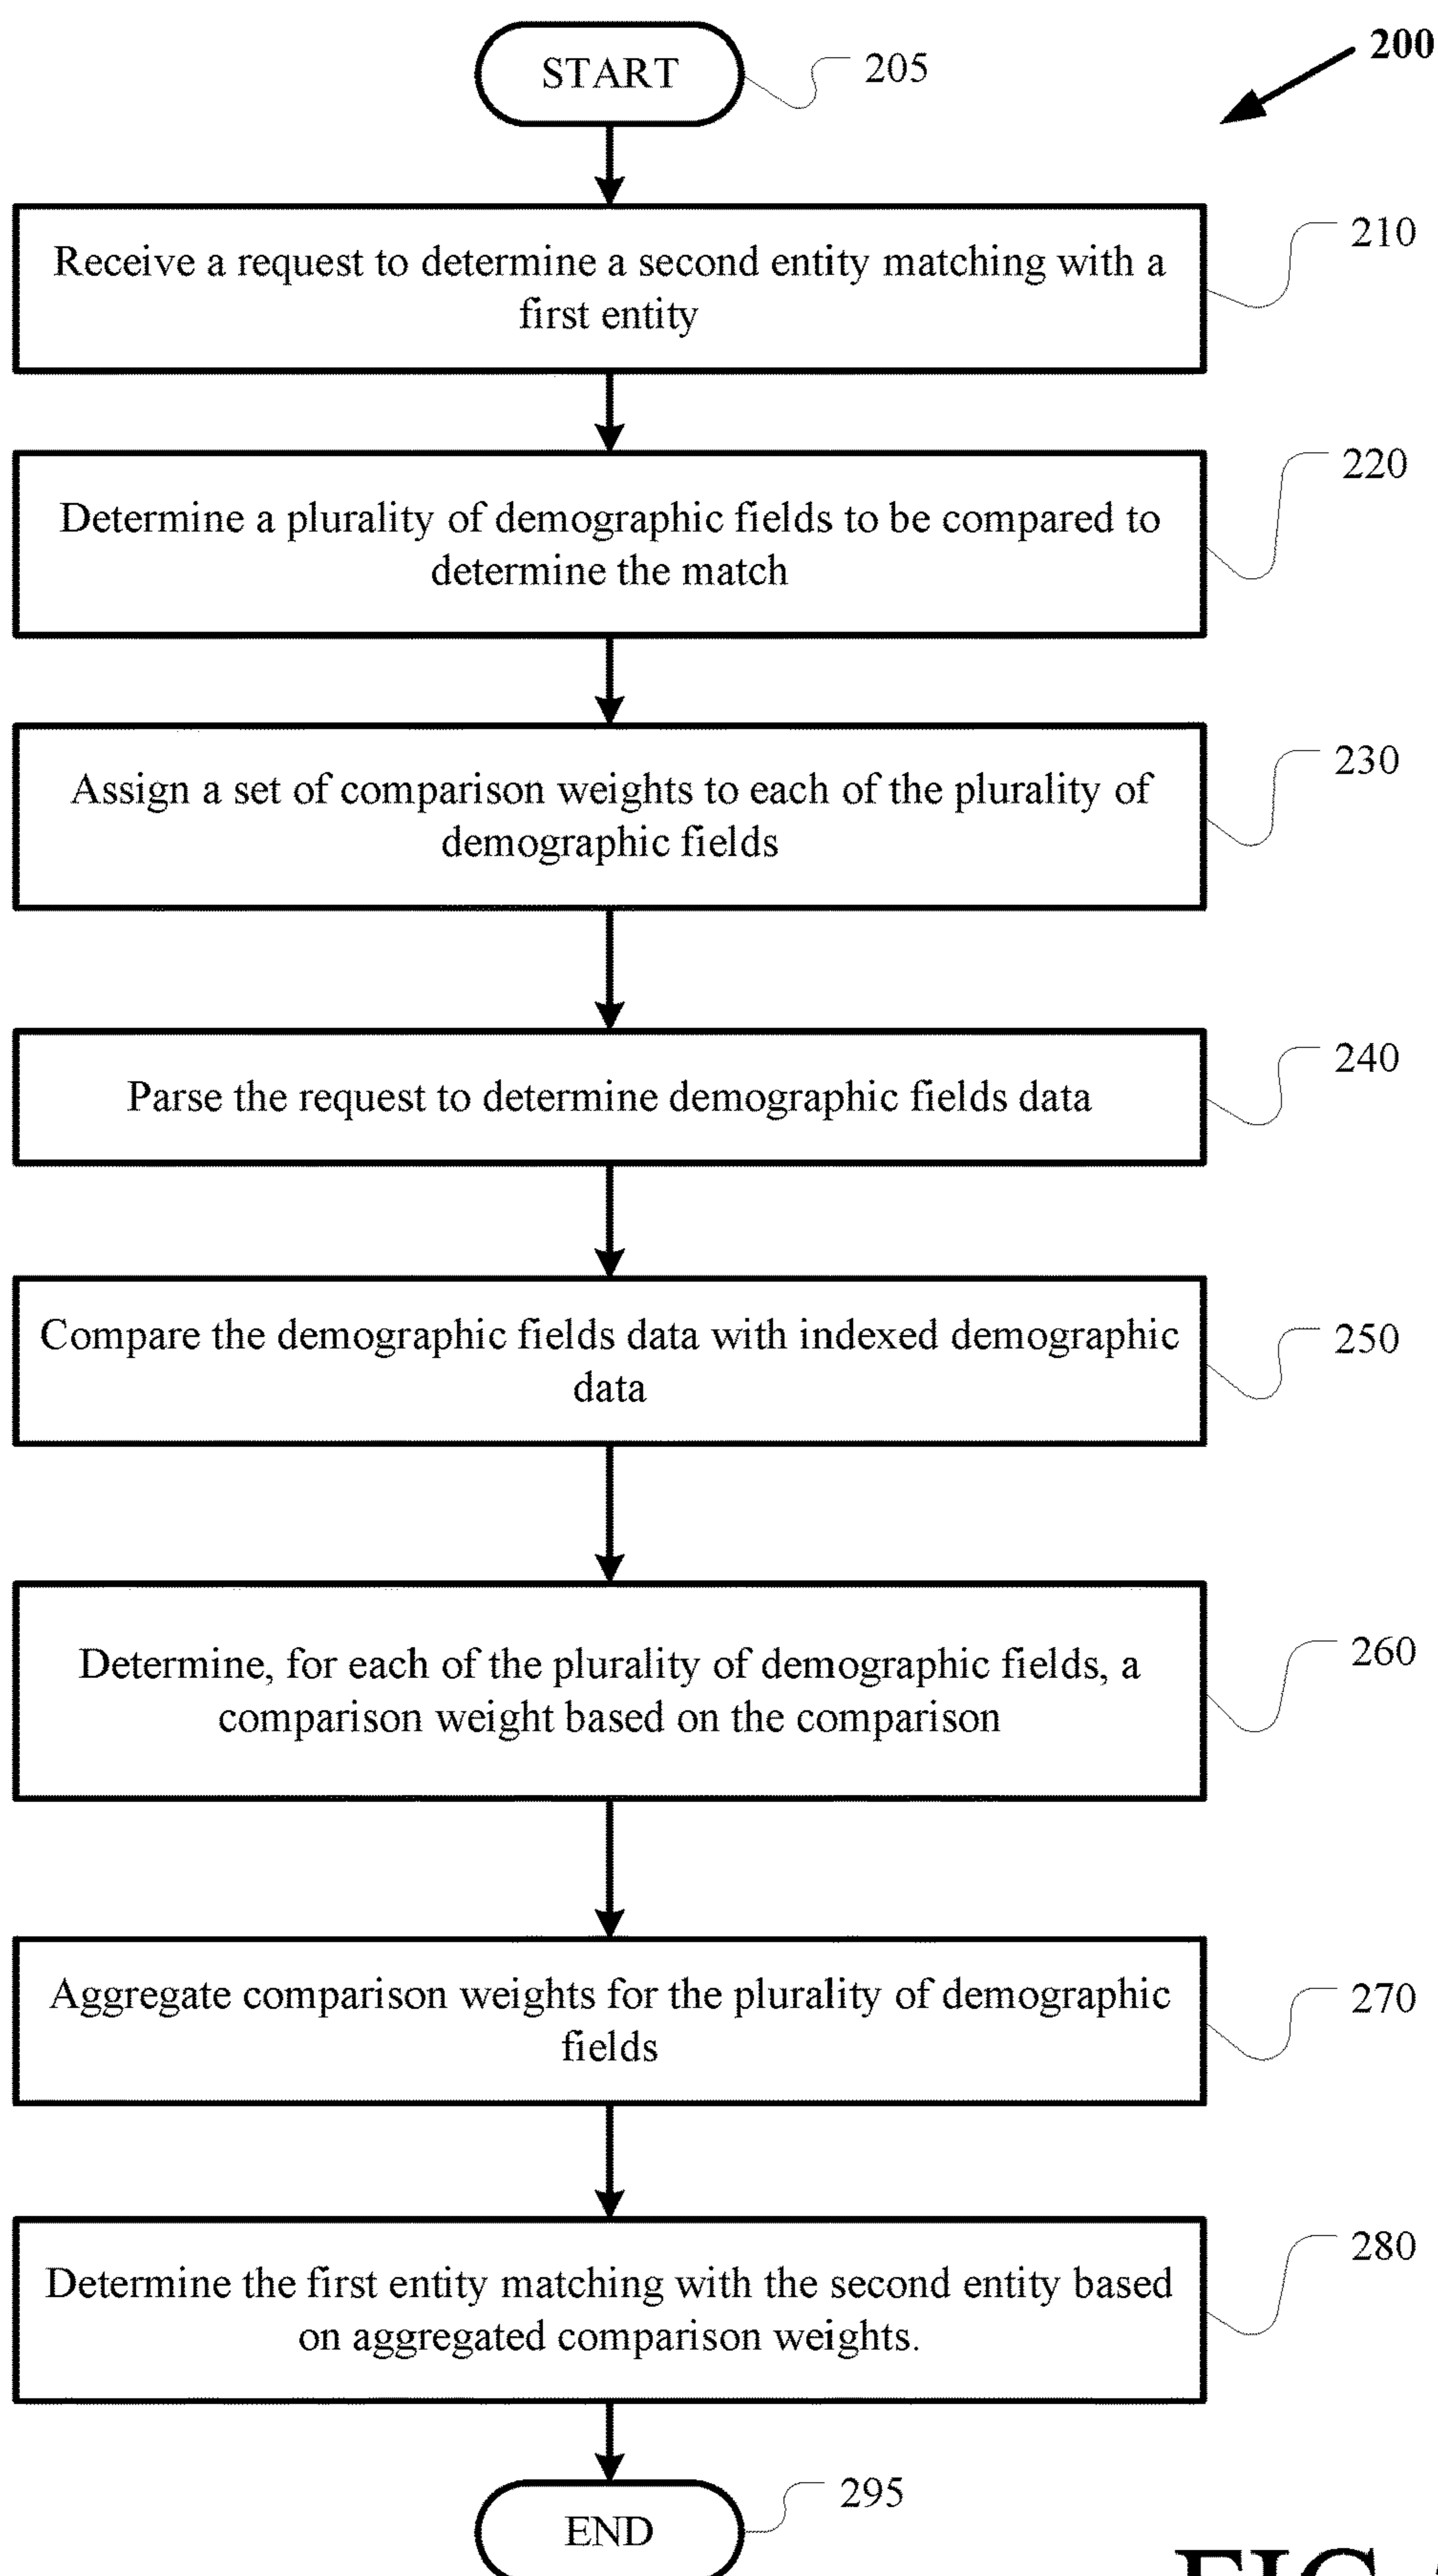 START
205
200
Receive a request to determine a second entity matching with a
first entity
210
Determine a plurality of demographic fields to be compared to
determine the match
220
Assign a set of comparison weights to each of the plurality of
demographic fields
230
Parse the request to determine demographic fields data
240
Compare the demographic fields data with indexed demographic
data
250
Determine, for each of the plurality of demographic fields, a
comparison weight based on the comparison
260
Aggregate comparison weights for the plurality of demographic
fields
270
Determine the first entity matching with the second entity based
on aggregated comparison weights.
280
END
295
FIG